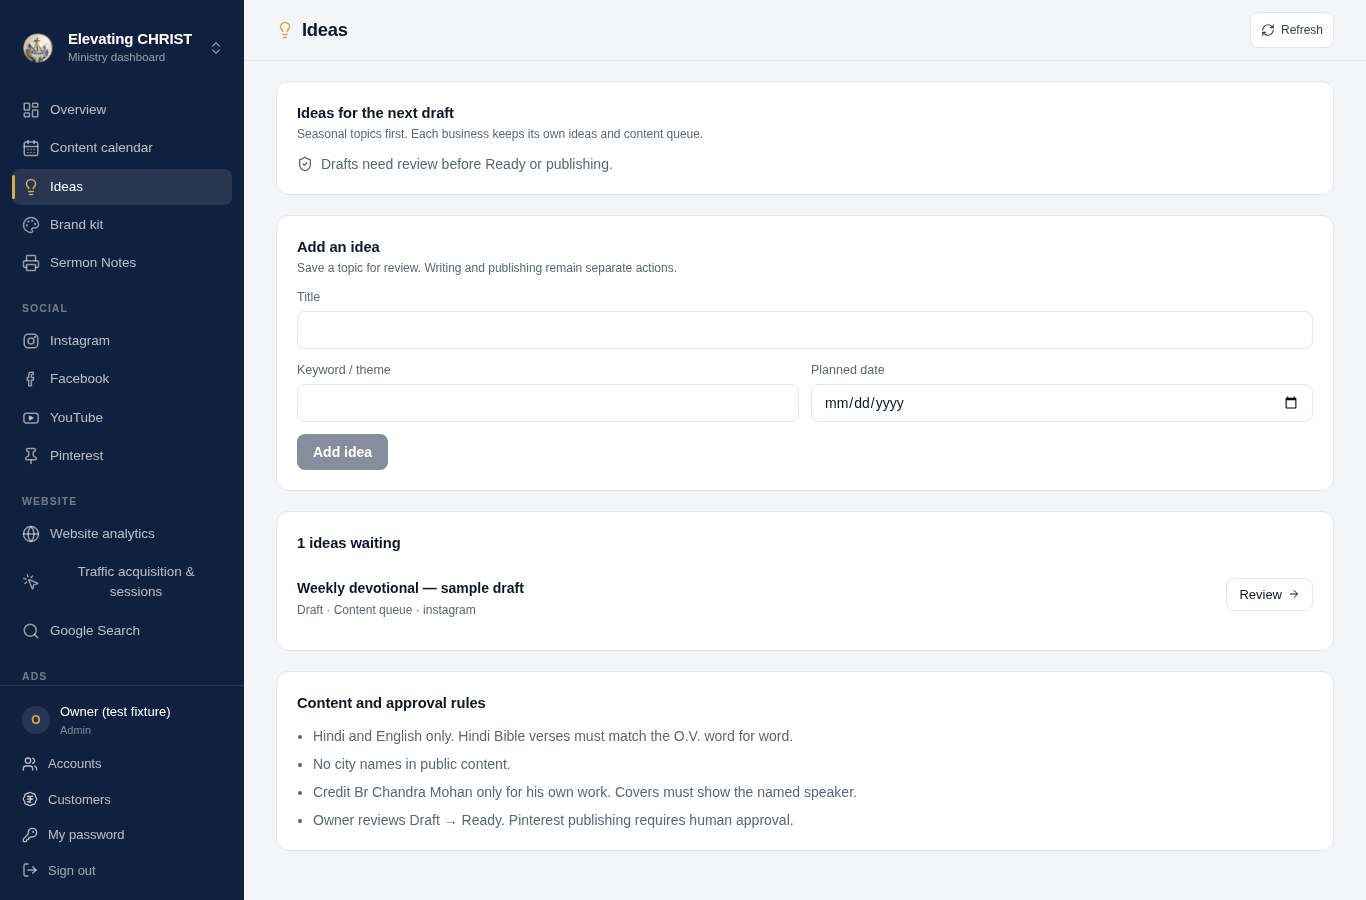 Elevating CHRIST
Ministry dashboard
Overview
Content calendar
Ideas
Brand kit
Sermon Notes
SOCIAL
Instagram
Facebook
YouTube
Pinterest
WEBSITE
Website analytics
Traffic acquisition &
sessions
Google Search
ADS
O
Owner (test fixture)
Admin
Accounts
Customers
My password
Sign out
Ideas
Refresh
Ideas for the next draft
Seasonal topics first. Each business keeps its own ideas and content queue.
Drafts need review before Ready or publishing.
Add an idea
Save a topic for review. Writing and publishing remain separate actions.
Title
Keyword / theme
Planned date
mm/dd/yyyy
Add idea
1 ideas waiting
Weekly devotional — sample draft
Draft · Content queue · instagram
Review →
Content and approval rules
• Hindi and English only. Hindi Bible verses must match the O.V. word for word.
• No city names in public content.
• Credit Br Chandra Mohan only for his own work. Covers must show the named speaker.
• Owner reviews Draft → Ready. Pinterest publishing requires human approval.